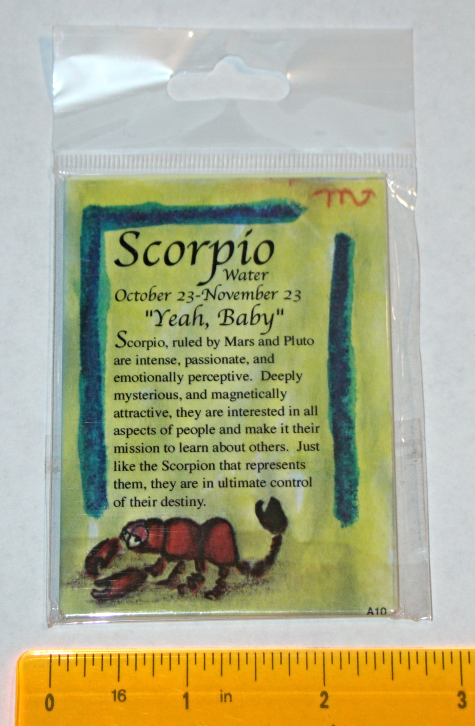 Scorpio
Water
October 23-November 23
"Yeah, Baby"
Scorpio, ruled by Mars and Pluto
are intense, passionate, and
emotionally perceptive.  Deeply
mysterious, and magnetically
attractive, they are interested in all
aspects of people and make it their
mission to learn about others.  Just
like the Scorpion that represents
them, they are in ultimate control
of their destiny.
A10
0 16 1 in 2 3